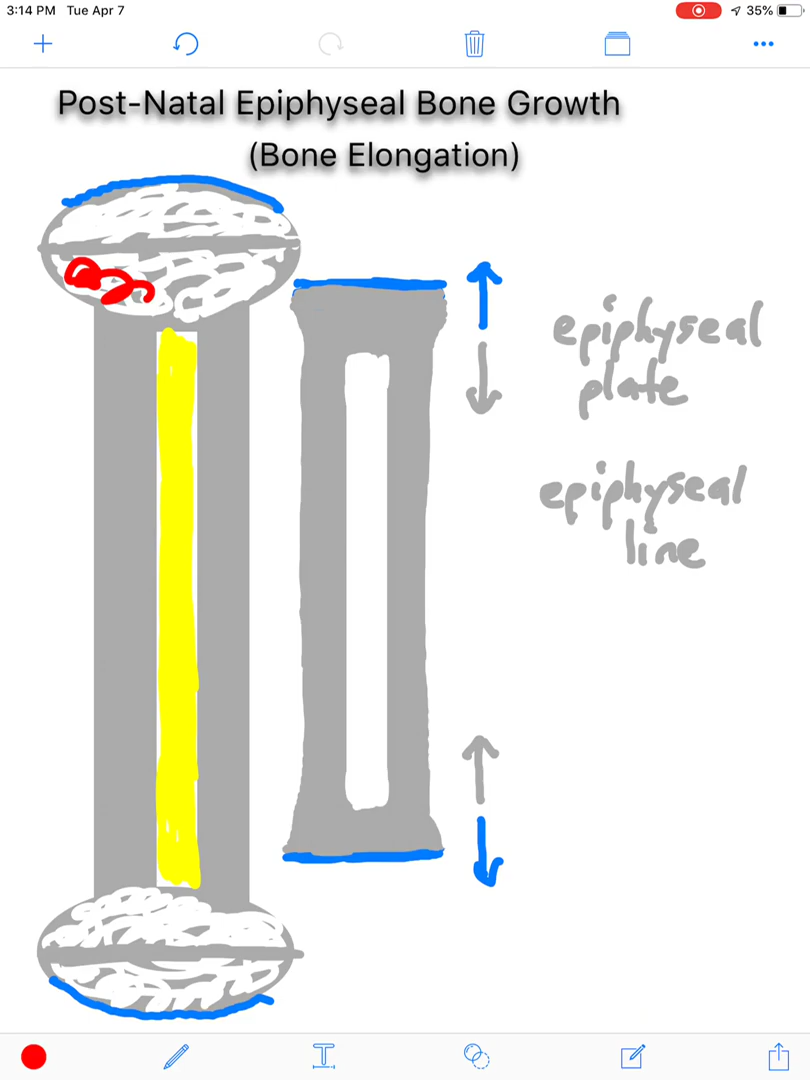 3:14 PM Tue Apr 7
35%
Post-Natal Epiphyseal Bone Growth
(Bone Elongation)
epiphyseal
plate
epiphyseal
line